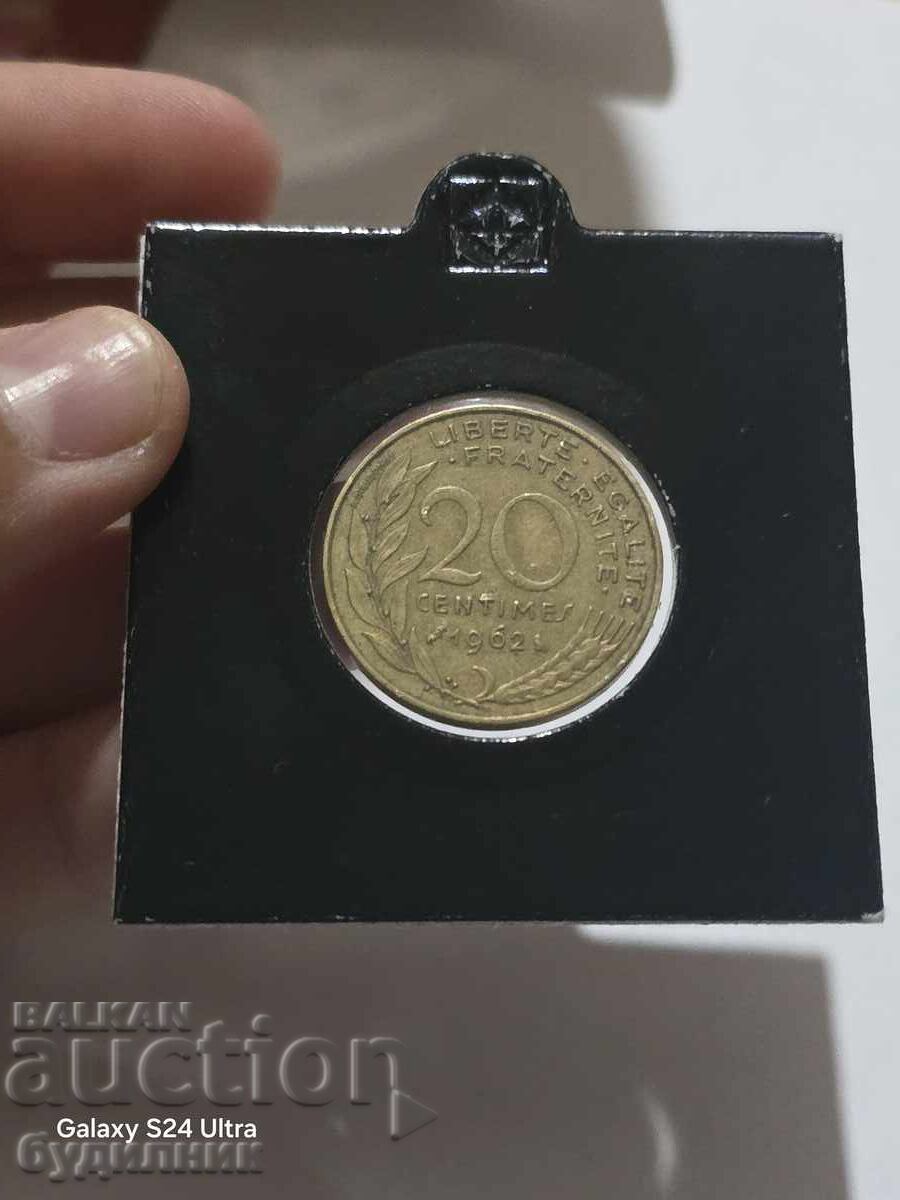 LIBERTE · EGALITE
· FRATERNITE ·
20
CENTIMES
1962
BALKAN
auction
Galaxy S24 Ultra
будилник